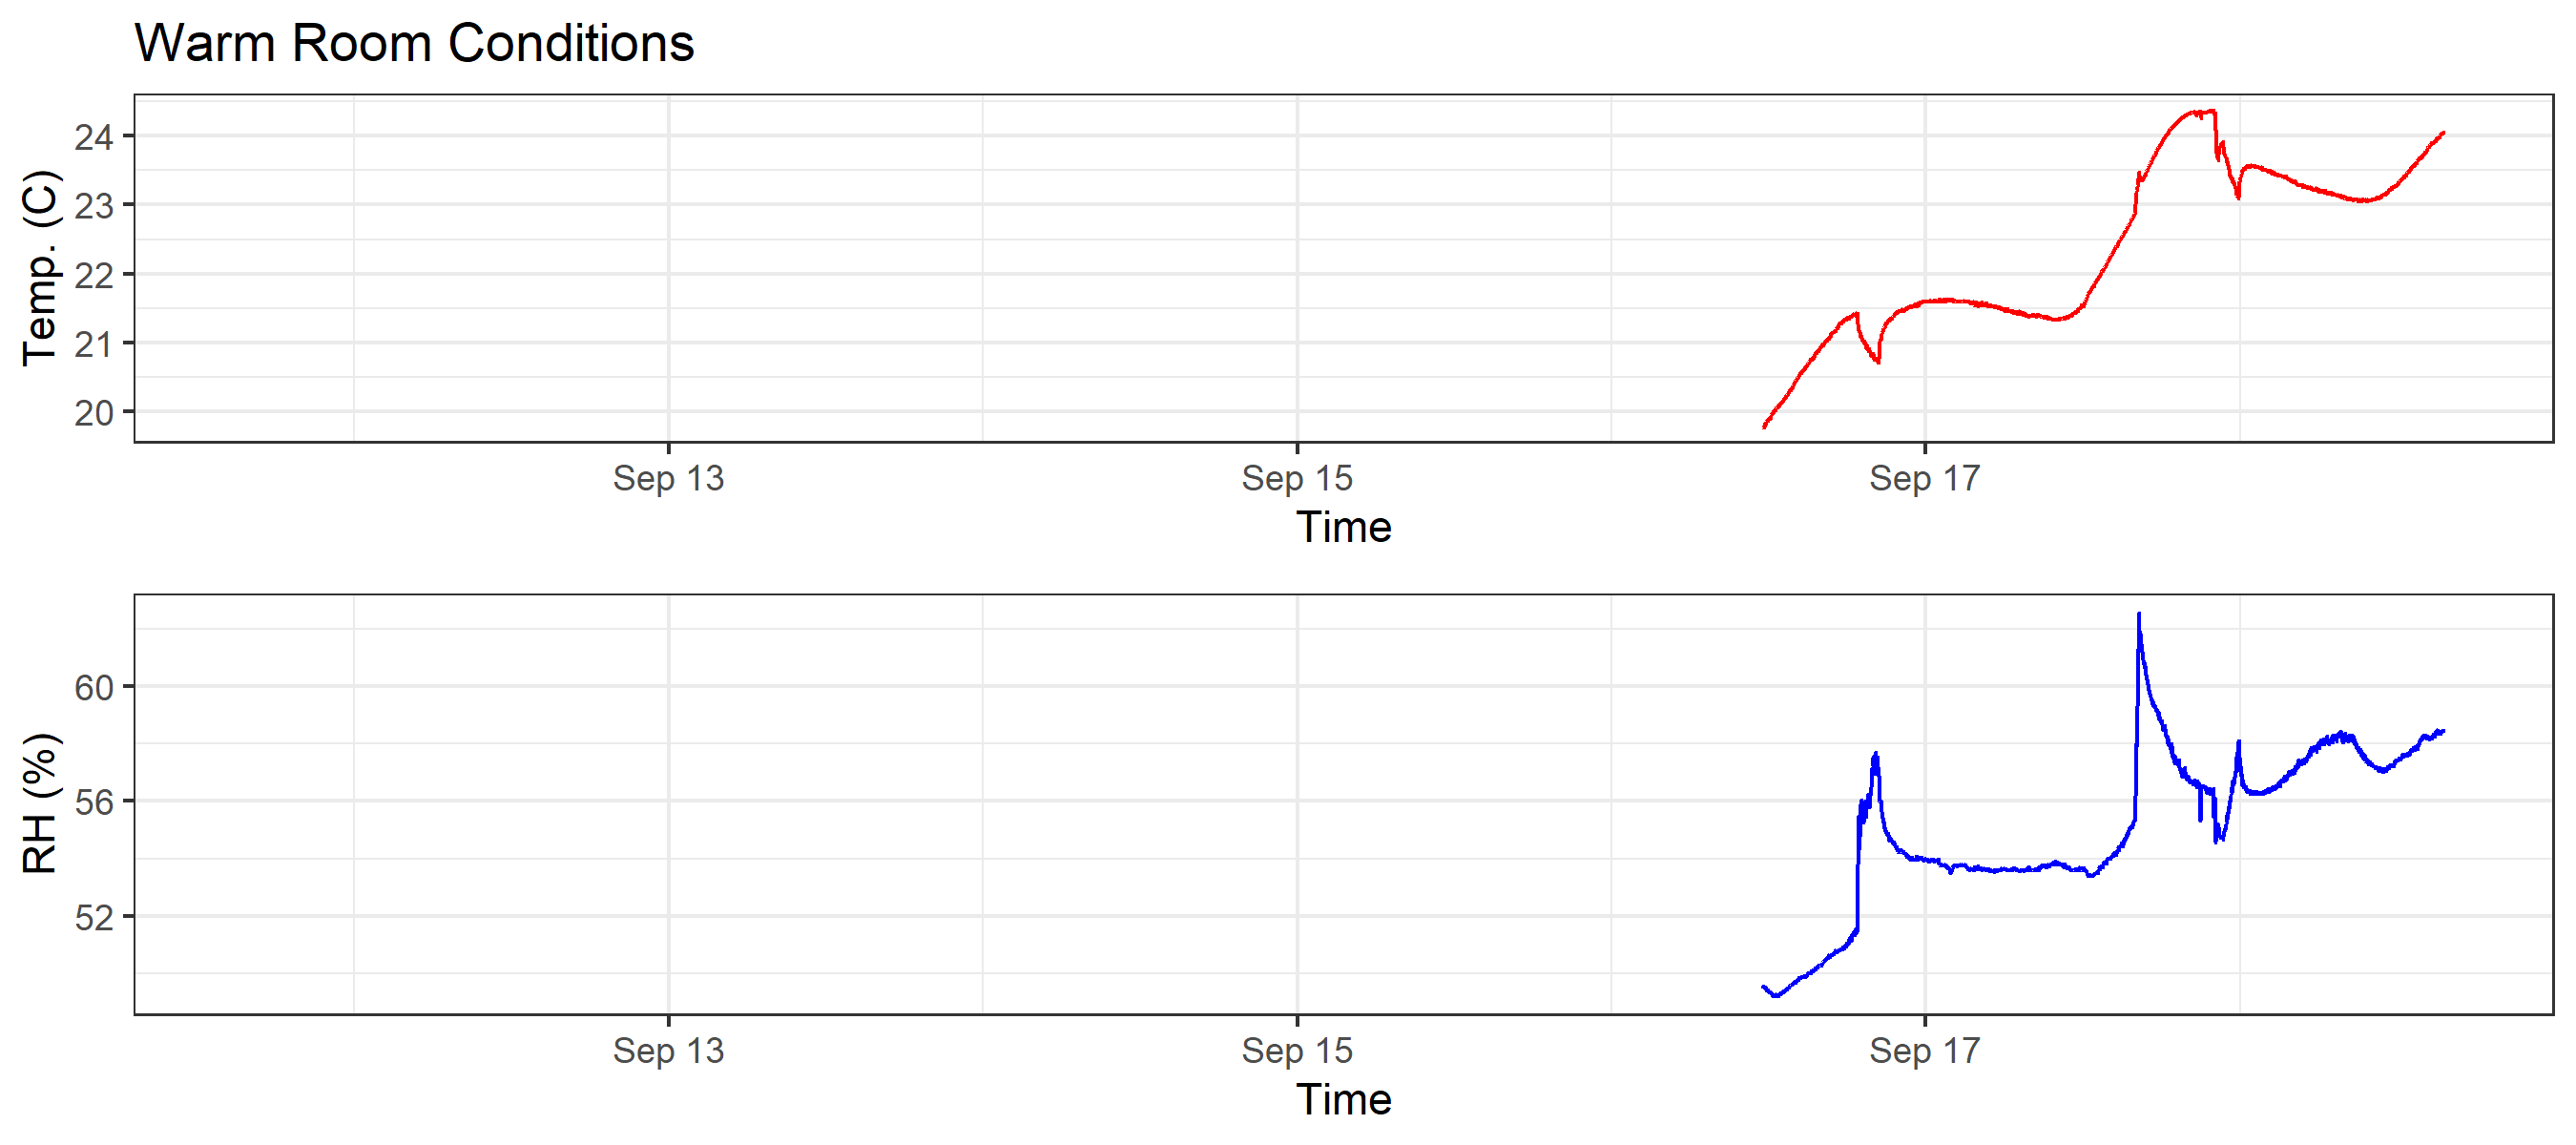 Warm Room Conditions
Temp. (C)
24
23
22
21
20
Sep 13 Sep 15 Sep 17
Time
RH (%)
60
56
52
Sep 13 Sep 15 Sep 17
Time